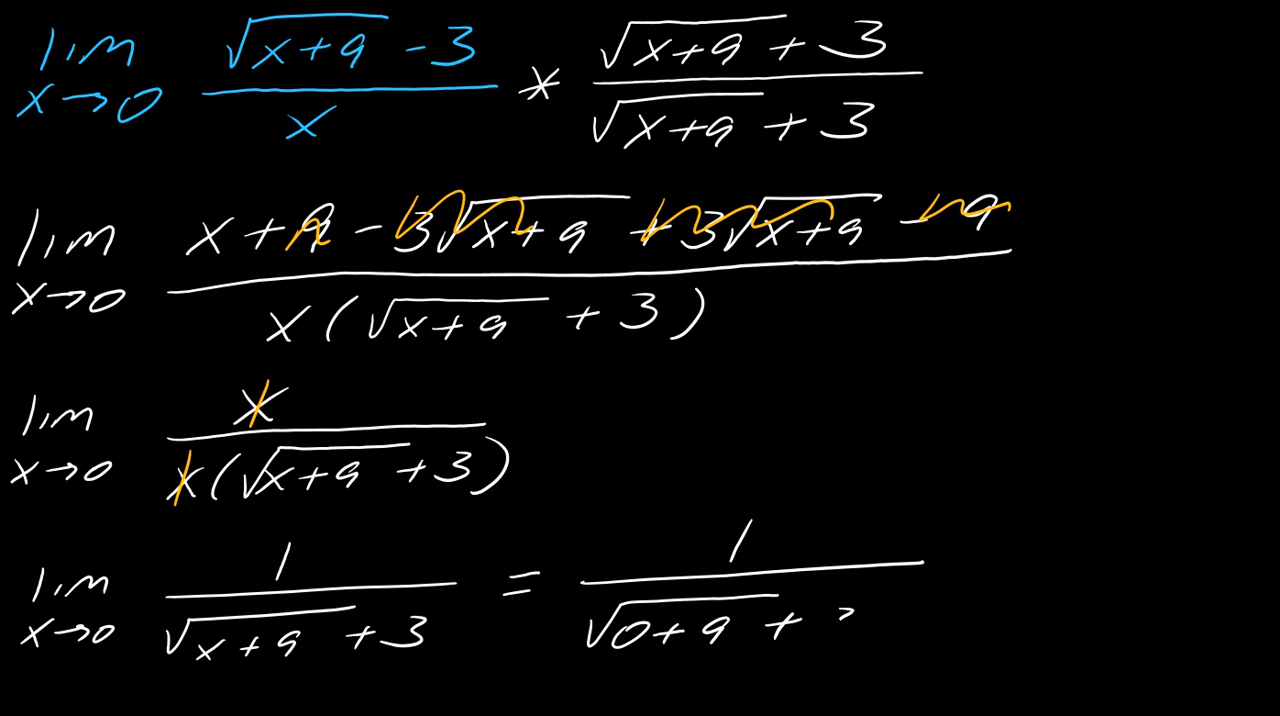 lim x→0 (√(x+9) - 3)/x * (√(x+9) + 3)/(√(x+9) + 3)
lim x→0 (x + 9 - 3√(x+9) + 3√(x+9) - 9)/(x(√(x+9) + 3))
lim x→0 x/(x(√(x+9) + 3))
lim x→0 1/(√(x+9) + 3) = 1/(√(0+9) +